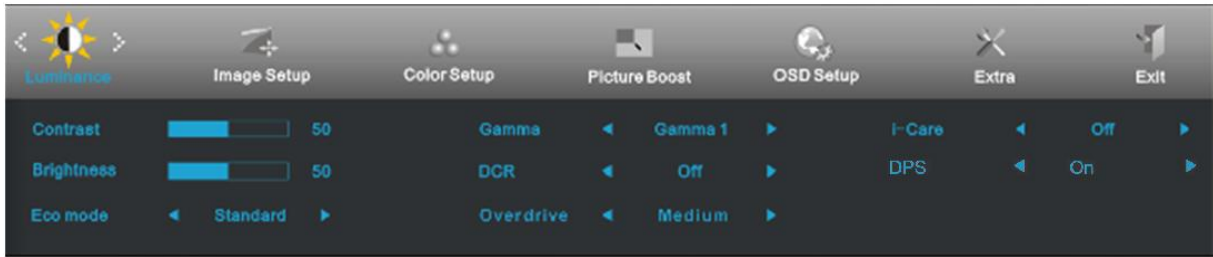 Luminance Image Setup Color Setup Picture Boost OSD Setup Extra Exit
Contrast 50 Gamma Gamma 1 i-Care Off
Brightness 50 DCR Off DPS On
Eco mode Standard Overdrive Medium